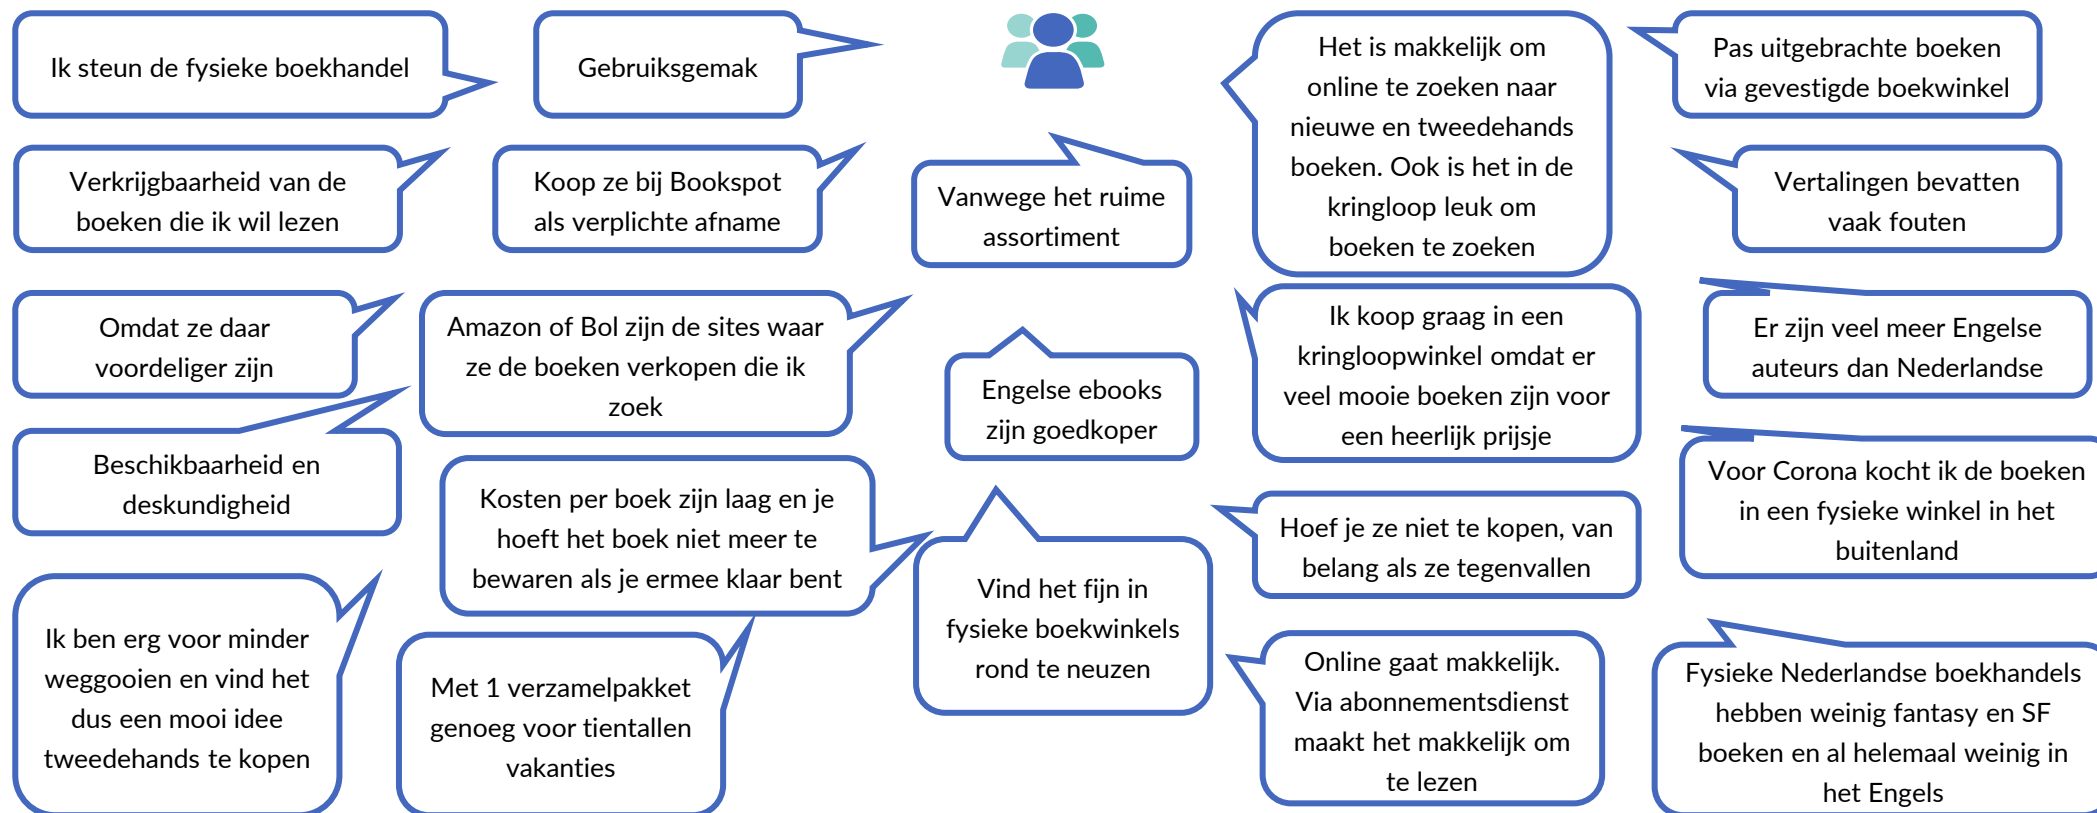 Ik steun de fysieke boekhandel
Gebruiksgemak
Het is makkelijk om
online te zoeken naar
nieuwe en tweedehands
boeken. Ook is het in de
kringloop leuk om
boeken te zoeken
Pas uitgebrachte boeken
via gevestigde boekwinkel
Verkrijgbaarheid van de
boeken die ik wil lezen
Koop ze bij Bookspot
als verplichte afname
Vanwege het ruime
assortiment
Vertalingen bevatten
vaak fouten
Omdat ze daar
voordeliger zijn
Amazon of Bol zijn de sites waar
ze de boeken verkopen die ik
zoek
Engelse ebooks
zijn goedkoper
Ik koop graag in een
kringloopwinkel omdat er
veel mooie boeken zijn voor
een heerlijk prijsje
Er zijn veel meer Engelse
auteurs dan Nederlandse
Beschikbaarheid en
deskundigheid
Kosten per boek zijn laag en je
hoeft het boek niet meer te
bewaren als je ermee klaar bent
Vind het fijn in
fysieke boekwinkels
rond te neuzen
Hoef je ze niet te kopen, van
belang als ze tegenvallen
Voor Corona kocht ik de boeken
in een fysieke winkel in het
buitenland
Ik ben erg voor minder
weggooien en vind het
dus een mooi idee
tweedehands te kopen
Met 1 verzamelpakket
genoeg voor tientallen
vakanties
Online gaat makkelijk.
Via abonnementsdienst
maakt het makkelijk om
te lezen
Fysieke Nederlandse boekhandels
hebben weinig fantasy en SF
boeken en al helemaal weinig in
het Engels